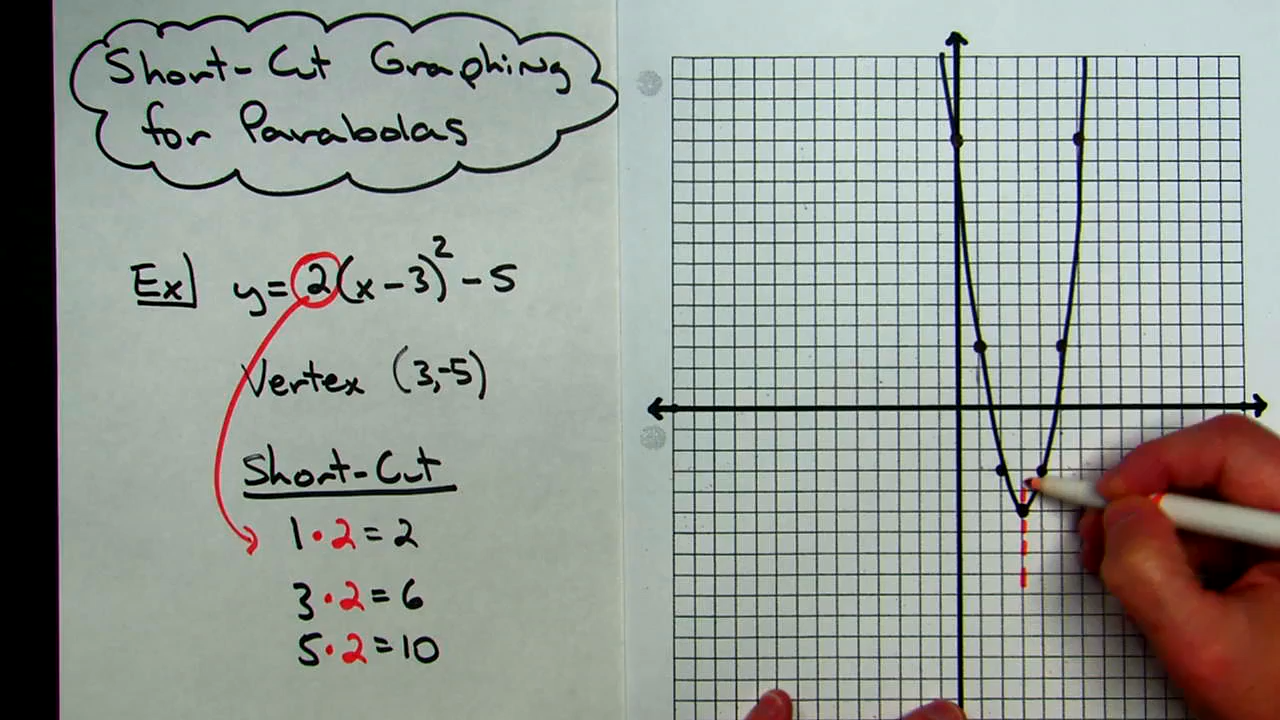 Short-Cut Graphing
for Parabolas
Ex) y=2(x-3)²-5
Vertex (3,-5)
Short-Cut
1·2=2
3·2=6
5·2=10